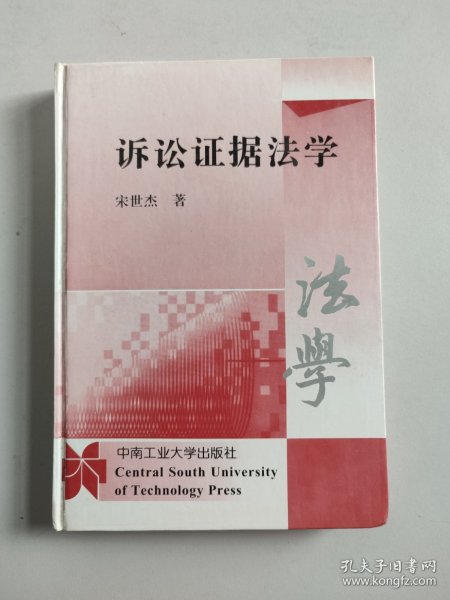 诉讼证据法学
宋世杰 著
法學
中南工业大学出版社
Central South University
of Technology Press
孔夫子旧书网
www.kongfz.com